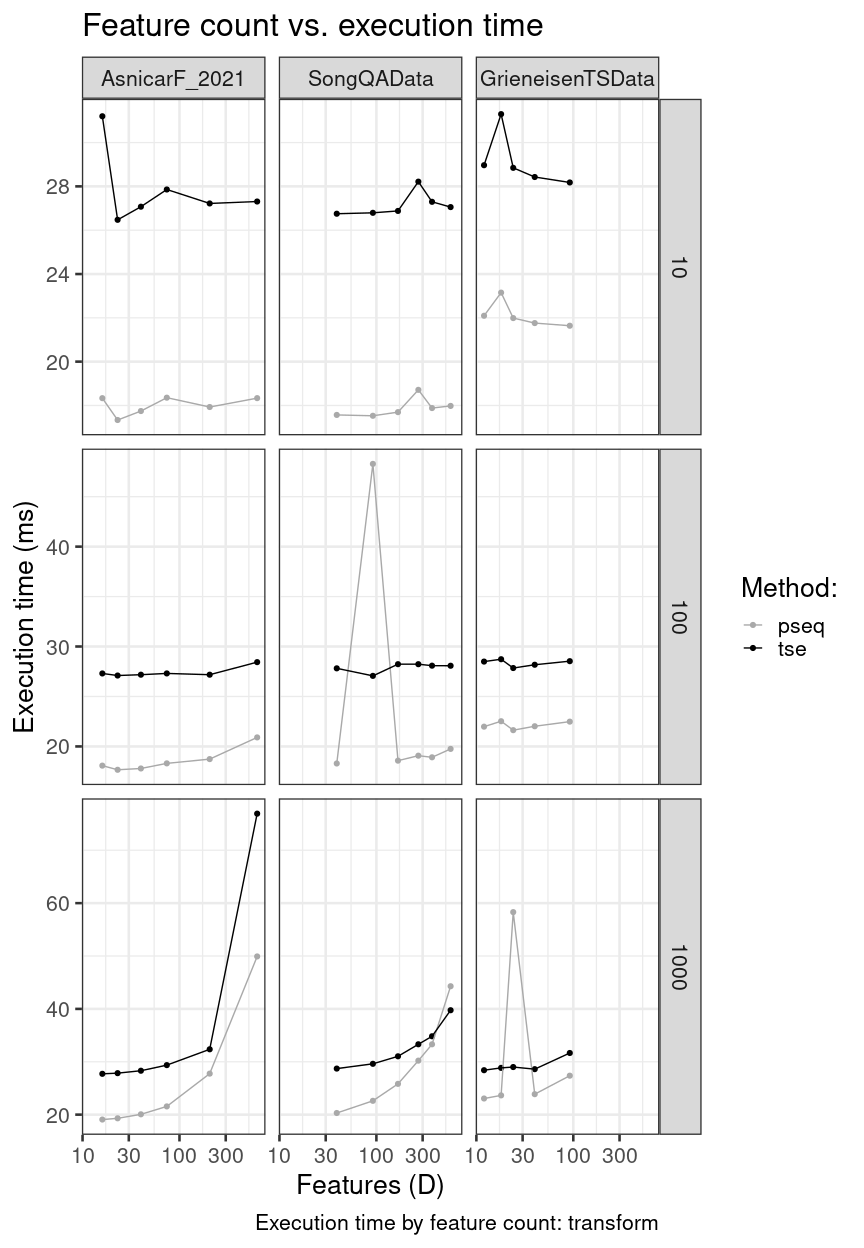 Feature count vs. execution time
AsnicarF_2021 SongQAData GrieneisenTSData
28
24
20
10
40
30
20
100
60
40
20
1000
Execution time (ms)
Method:
pseq
tse
10 30 100 300 10 30 100 300 10 30 100 300
Features (D)
Execution time by feature count: transform